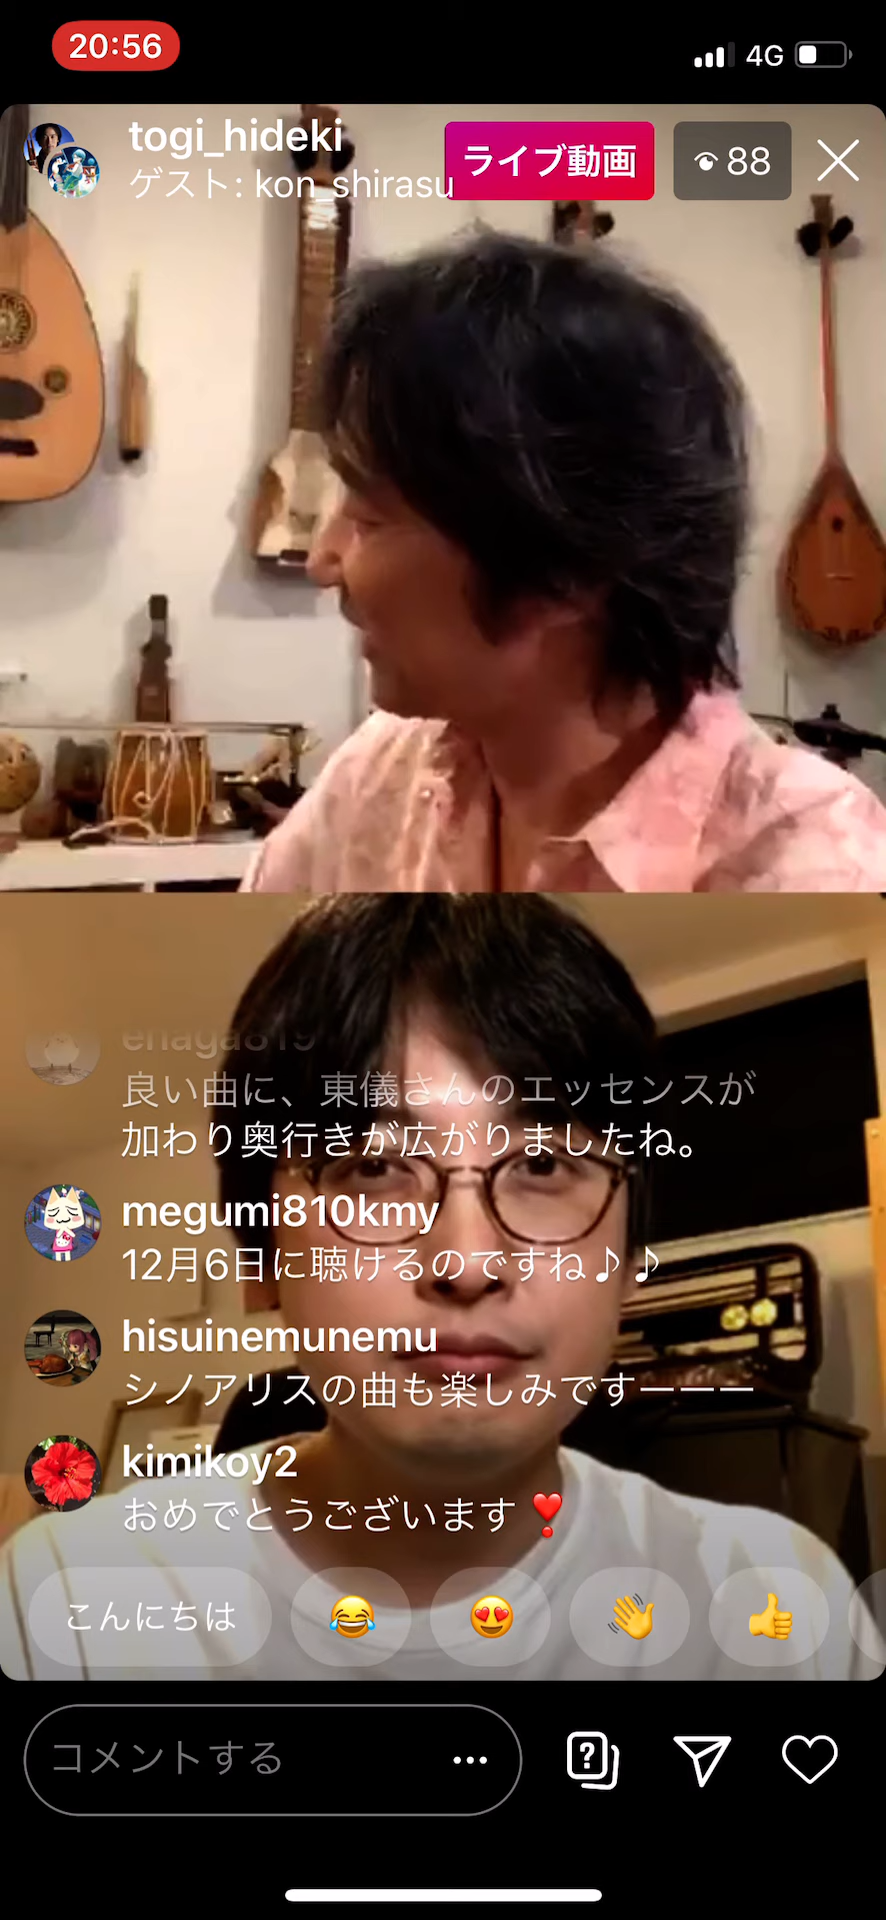 20:56
4G
togi_hideki
ゲスト: kon_shirasu
ライブ動画
88
enaga819
良い曲に、東儀さんのエッセンスが
加わり奥行きが広がりましたね。
megumi810kmy
12月6日に聴けるのですね♪♪
hisuinemunemu
シノアリスの曲も楽しみですーーー
kimikoy2
おめでとうございます❣️
こんにちは
😂
😍
👋
👍
コメントする